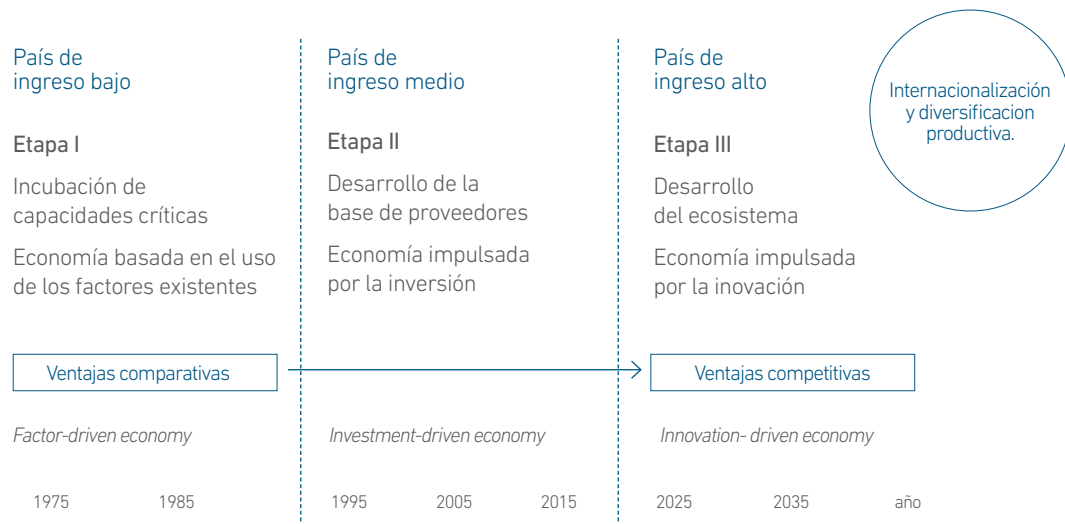 País de
ingreso bajo
Etapa I
Incubación de
capacidades críticas
Economía basada en el uso
de los factores existentes
Ventajas comparativas
Factor-driven economy
1975
1985
País de
ingreso medio
Etapa II
Desarrollo de la
base de proveedores
Economía impulsada
por la inversión
Investment-driven economy
1995
2005
2015
País de
ingreso alto
Etapa III
Desarrollo
del ecosistema
Economía impulsada
por la inovación
Ventajas competitivas
Innovation- driven economy
2025
2035
año
Internacionalización
y diversificacion
productiva.